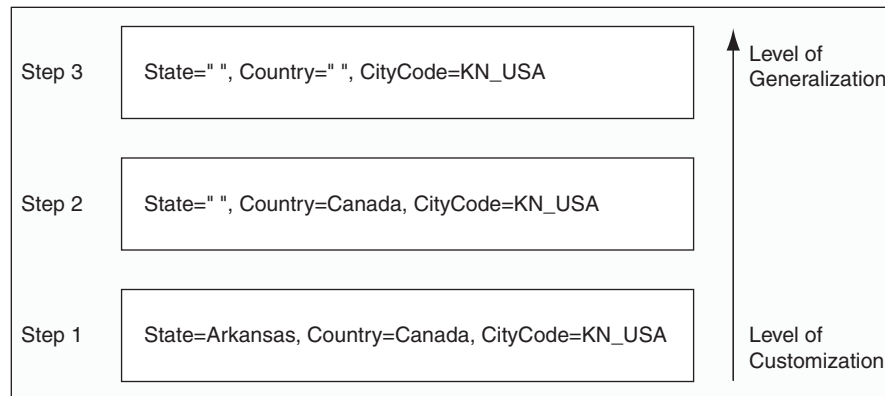 Step 3
State=" ", Country=" ", CityCode=KN_USA
Level of
Generalization
Step 2
State=" ", Country=Canada, CityCode=KN_USA
Step 1
State=Arkansas, Country=Canada, CityCode=KN_USA
Level of
Customization